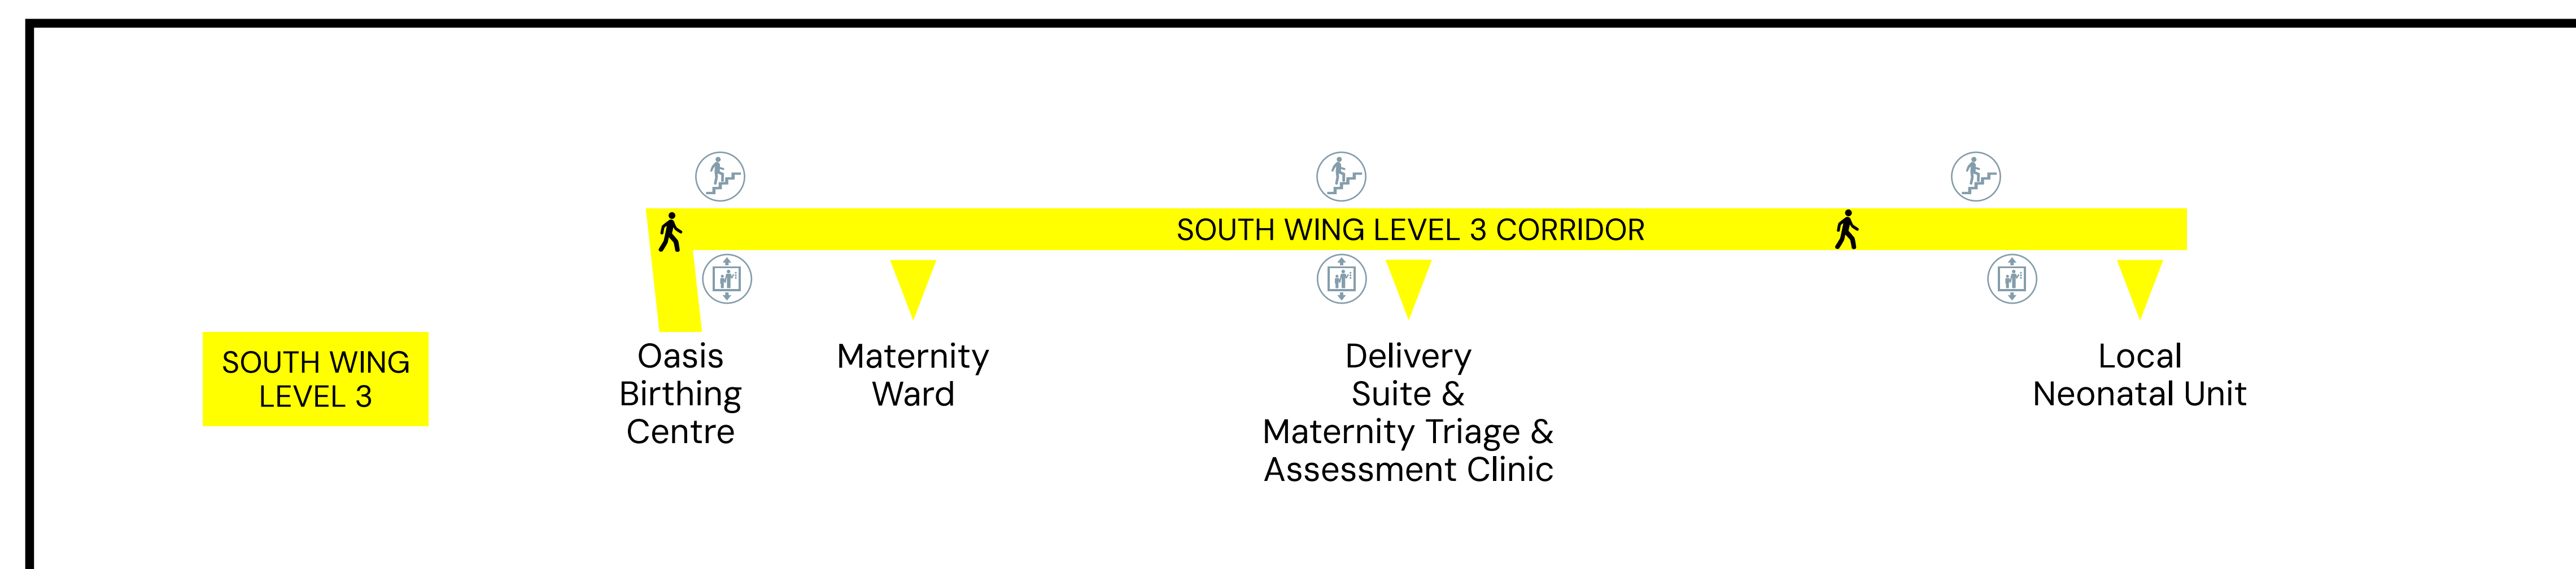 SOUTH WING LEVEL 3 CORRIDOR
SOUTH WING
LEVEL 3
Oasis
Birthing
Centre
Maternity
Ward
Delivery
Suite &
Maternity Triage &
Assessment Clinic
Local
Neonatal Unit